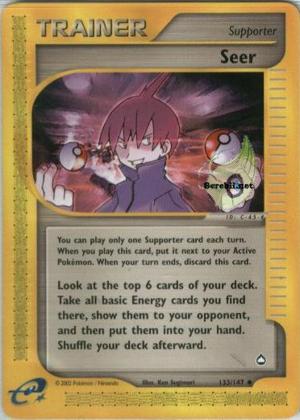 TRAINER
Supporter
Seer
Serebii.net
ID: C-45-#
You can play only one Supporter card each turn.
When you play this card, put it next to your Active
Pokémon. When your turn ends, discard this card.
Look at the top 6 cards of your deck.
Take all basic Energy cards you find
there, show them to your opponent,
and then put them into your hand.
Shuffle your deck afterward.
©2002 Pokémon / Nintendo
Illus. Ken Sugimori
133/147